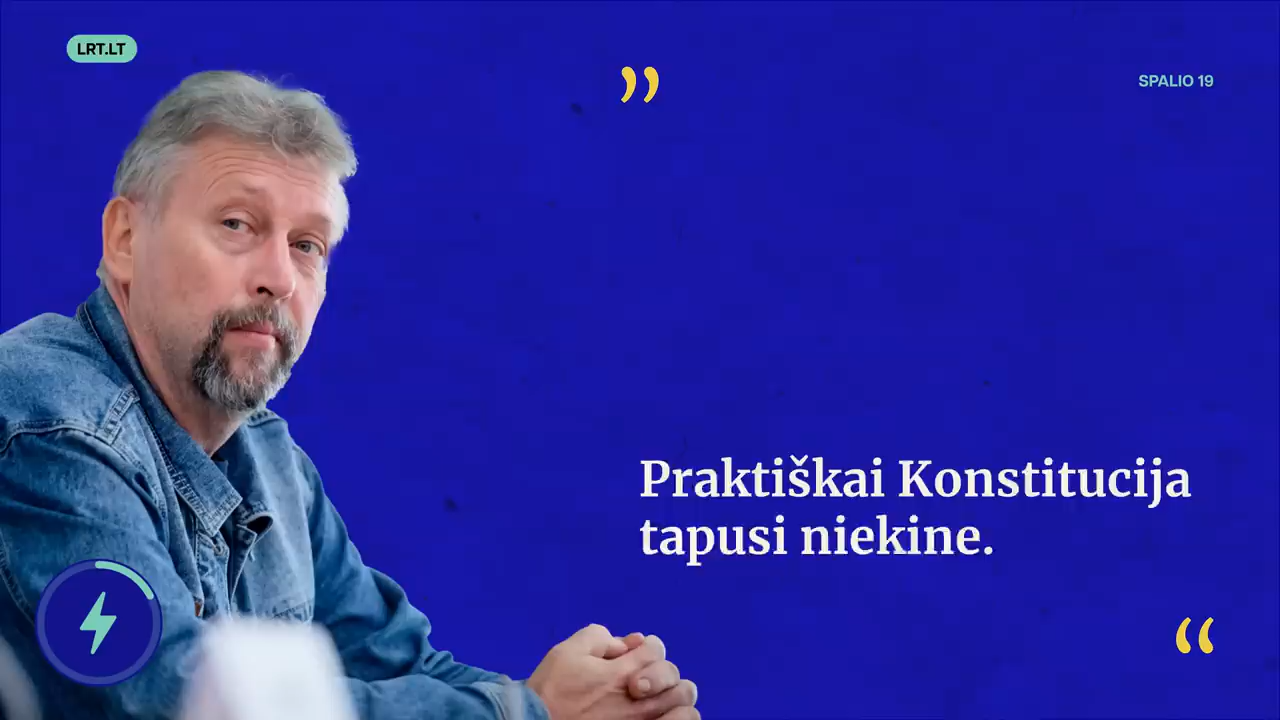 LRT.LT
”
SPALIO 19
Praktiškai Konstitucija
tapusi niekine.
“